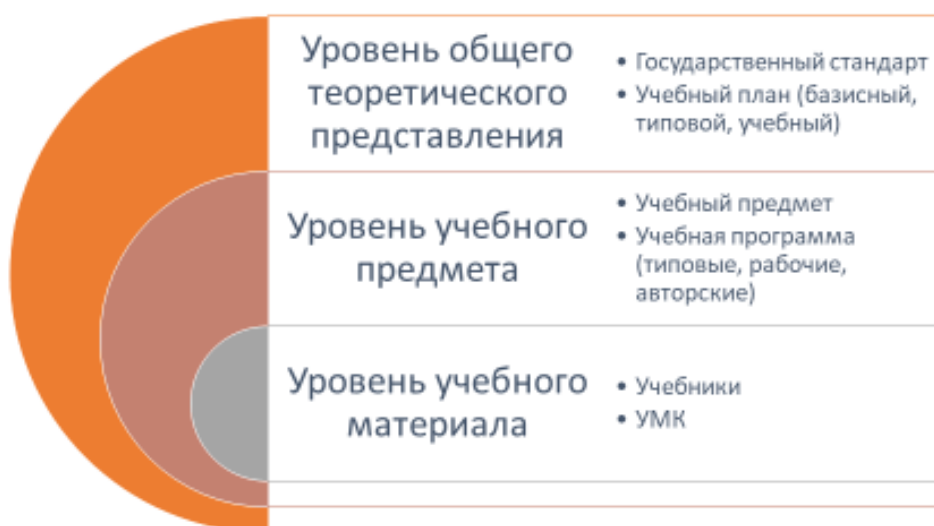 Уровень общего
теоретического
представления
• Государственный стандарт
• Учебный план (базисный,
типовой, учебный)
Уровень учебного
предмета
• Учебный предмет
• Учебная программа
(типовые, рабочие,
авторские)
Уровень учебного
материала
• Учебники
• УМК